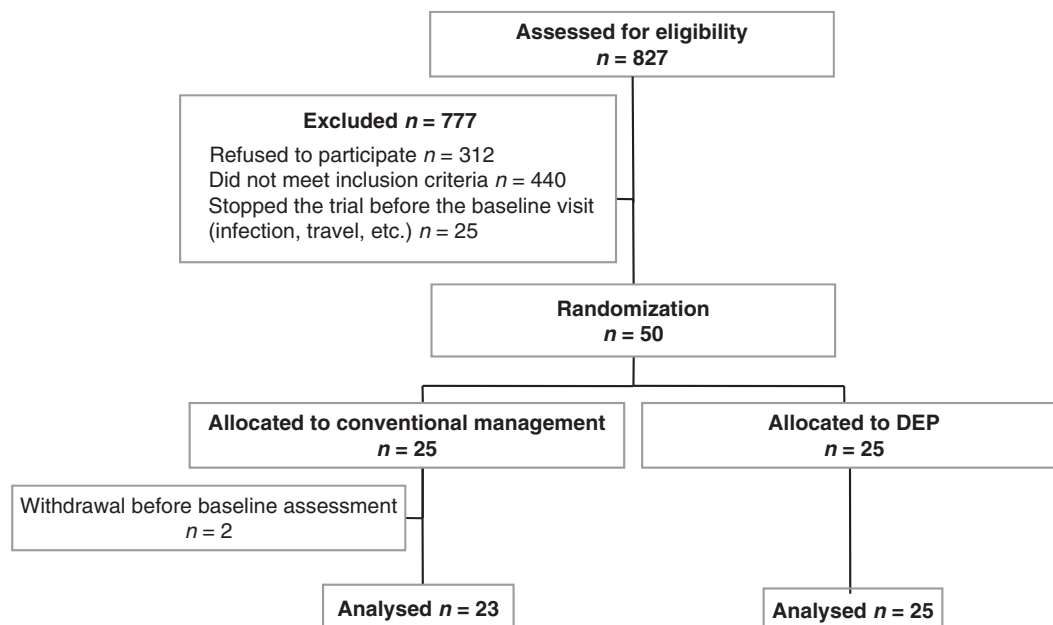 Assessed for eligibility
n = 827
Excluded n = 777
Refused to participate n = 312
Did not meet inclusion criteria n = 440
Stopped the trial before the baseline visit
(infection, travel, etc.) n = 25
Randomization
n = 50
Allocated to conventional management
n = 25
Allocated to DEP
n = 25
Withdrawal before baseline assessment
n = 2
Analysed n = 23
Analysed n = 25